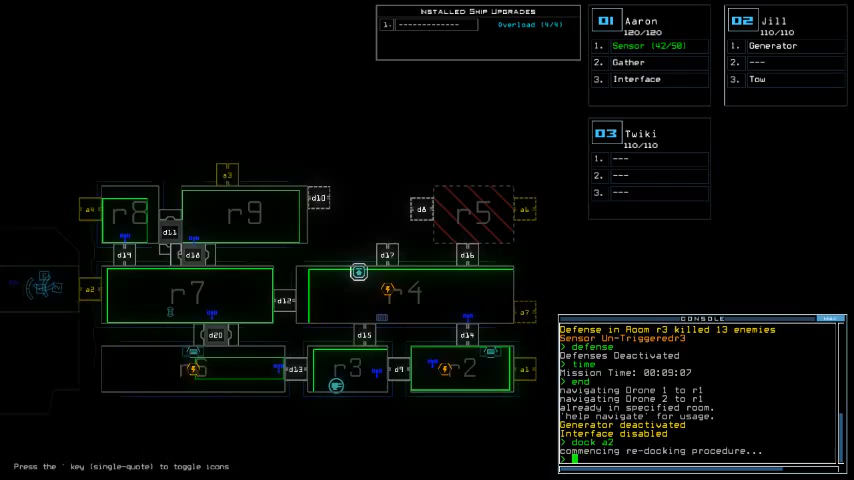 Installed Ship Upgrades
1. ------------- Overload (4/4)
01 Aaron
120/120
1. Sensor (42/50)
2. Gather
3. Interface
02 Jill
110/110
1. Generator
2. ---
3. Tow
03 Twiki
110/110
1. ---
2. ---
3. ---
a3
a4 r8 r9 d10 d8 r5 a6
d11
d19 d18 d17 d16
a2 r7 d12 r4
a7
d20 d15 d14
r6 d13 r3 d9 r2 a1
Console
Defense in Room r3 killed 13 enemies
Sensor Un-Triggeredr3
> defense
Defenses Deactivated
> time
Mission Time: 00:09:07
> end
navigating Drone 1 to r1
navigating Drone 2 to r1
already in specified room.
'help navigate' for usage.
Generator deactivated
Interface disabled
> dock a2
commencing re-docking procedure...
>
Press the ' key (single-quote) to toggle icons